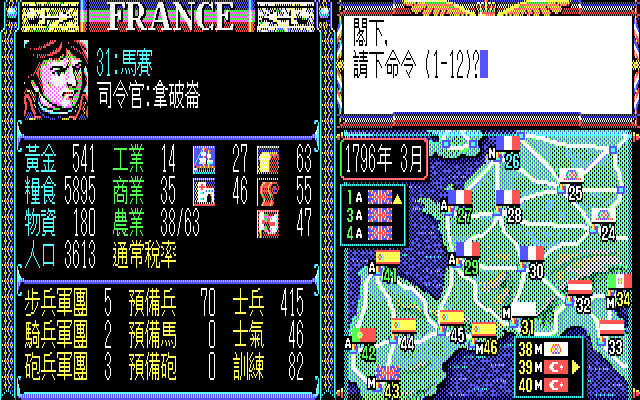 FRANCE
31:馬賽
司令官:拿破崙
黃金 541 工業 14 27 63
糧食 5895 商業 35 46 55
物資 180 農業 38/63 47
人口 3613 通常稅率
步兵軍團 5 預備兵 70 士兵 415
騎兵軍團 2 預備馬 0 士氣 46
砲兵軍團 3 預備砲 0 訓練 82
閣下,
請下命令 (1-12)?
1796年 3月
1 A
3 A
4 A
M 26
25
A 27
28
24
A 29
30
A 41
32
M 34
M 31
33
44
45
M46
A 42
M 43
38 M
39 M
40 M